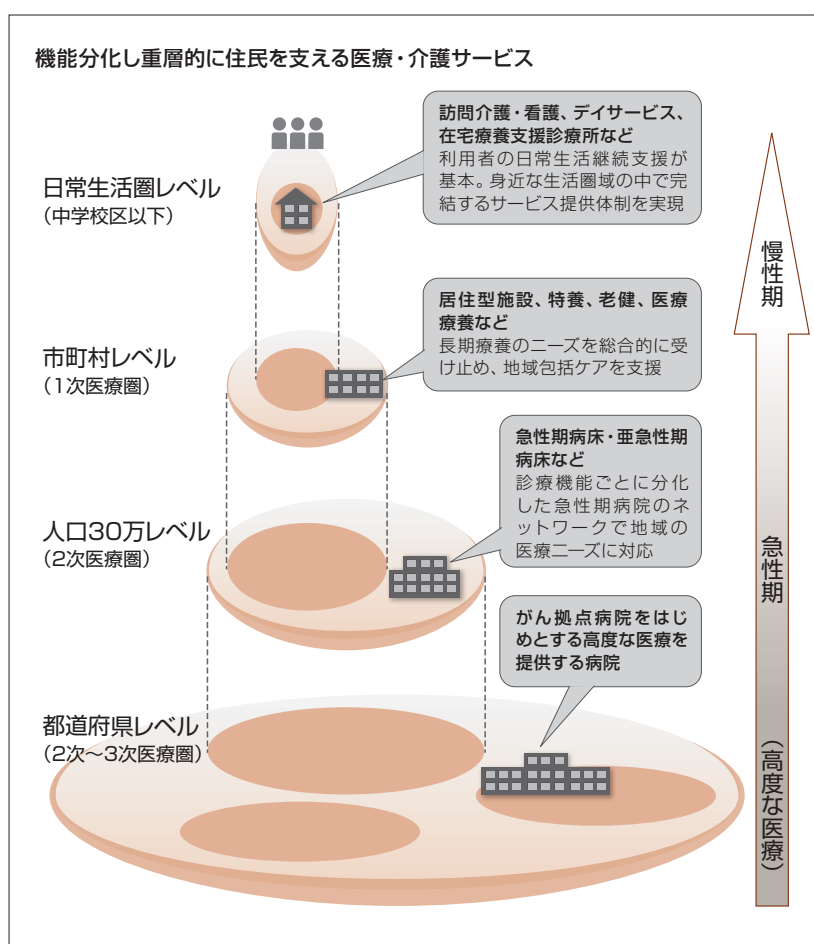 機能分化し重層的に住民を支える医療・介護サービス
日常生活圏レベル
（中学校区以下）
訪問介護・看護、デイサービス、
在宅療養支援診療所など
利用者の日常生活継続支援が
基本。身近な生活圏域の中で完
結するサービス提供体制を実現
市町村レベル
（1次医療圏）
居住型施設、特養、老健、医療
療養など
長期療養のニーズを総合的に受
け止め、地域包括ケアを支援
人口30万レベル
（2次医療圏）
急性期病床・亜急性期
病床など
診療機能ごとに分化
した急性期病院のネ
ットワークで地域の
医療ニーズに対応
都道府県レベル
（2次～3次医療圏）
がん拠点病院をはじ
めとする高度な医療を
提供する病院
慢性期
急性期
（高度な医療）